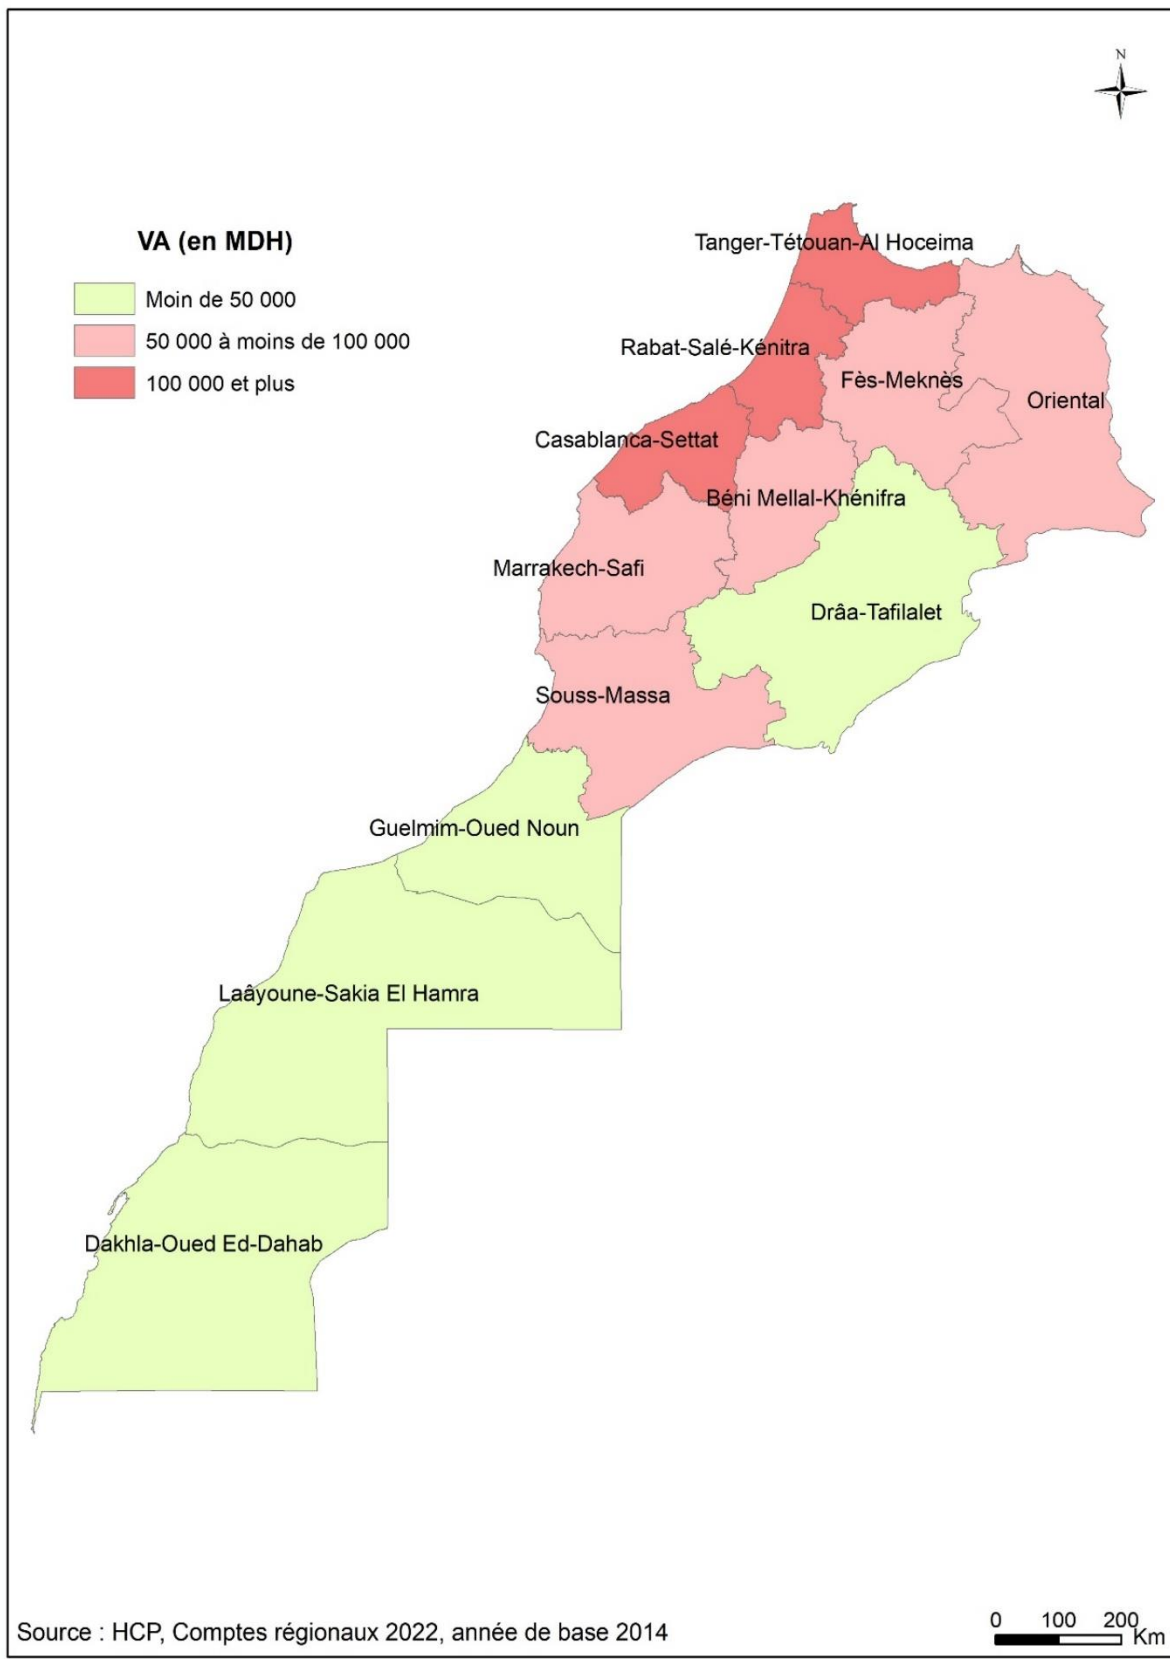 N
VA (en MDH)
Moin de 50 000
50 000 à moins de 100 000
100 000 et plus
Tanger-Tétouan-Al Hoceima
Rabat-Salé-Kénitra
Fès-Meknès
Oriental
Casablanca-Settat
Béni Mellal-Khénifra
Marrakech-Safi
Drâa-Tafilalet
Souss-Massa
Guelmim-Oued Noun
Laâyoune-Sakia El Hamra
Dakhla-Oued Ed-Dahab
Source : HCP, Comptes régionaux 2022, année de base 2014
0 100 200
Km